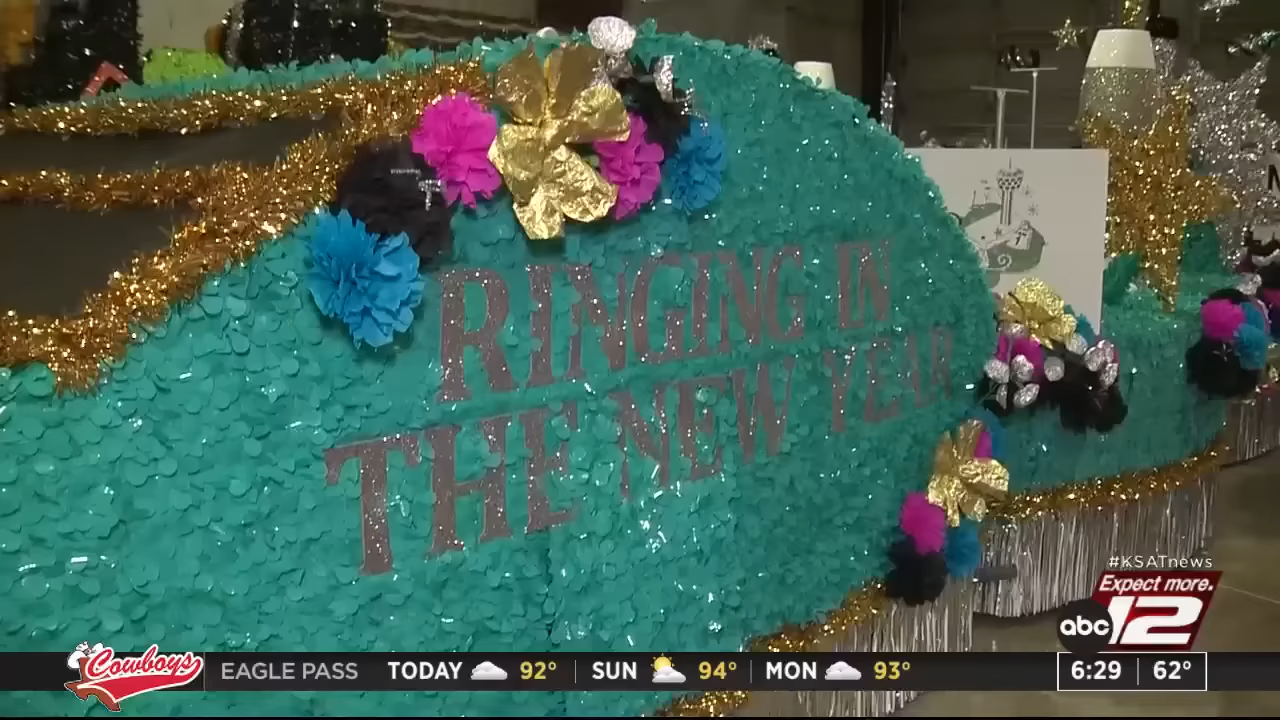 RINGING IN
THE NEW YEAR
#KSATnews
Expect more.
abc 12
Cowboys
EAGLE PASS
TODAY 92° SUN 94° MON 93°
6:29 62°